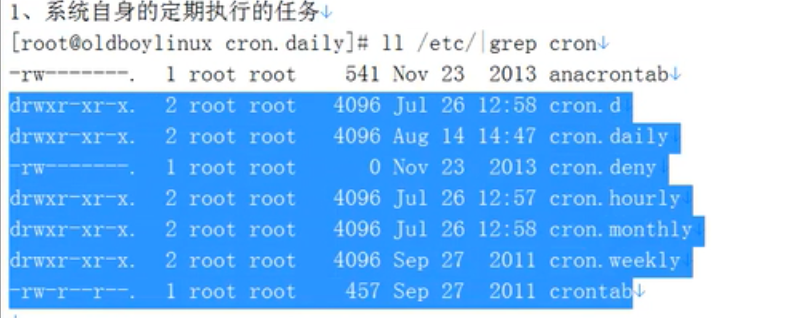 1、系统自身的定期执行的任务↓
[root@oldboylinux cron.daily]# ll /etc/|grep cron↓
-rw-------. 1 root root 541 Nov 23 2013 anacrontab↓
drwxr-xr-x. 2 root root 4096 Jul 26 12:58 cron.d↓
drwxr-xr-x. 2 root root 4096 Aug 14 14:47 cron.daily↓
-rw-------. 1 root root 0 Nov 23 2013 cron.deny↓
drwxr-xr-x. 2 root root 4096 Jul 26 12:57 cron.hourly↓
drwxr-xr-x. 2 root root 4096 Jul 26 12:58 cron.monthly↓
drwxr-xr-x. 2 root root 4096 Sep 27 2011 cron.weekly↓
-rw-r--r--. 1 root root 457 Sep 27 2011 crontab↓